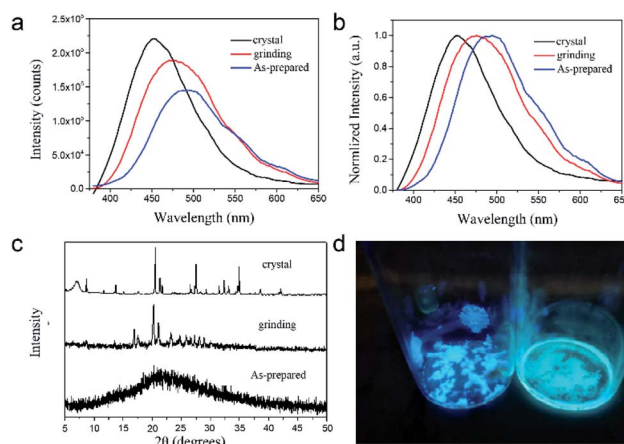 a
crystal
grinding
As-prepared
2.5x10⁵
2.0x10⁵
1.5x10⁵
1.0x10⁵
5.0x10⁴
0.0
Intensity (counts)
400 450 500 550 600 650
Wavelength (nm)
b
crystal
grinding
As-prepared
1.0
0.8
0.6
0.4
0.2
0.0
Normlized Intensity (a.u.)
400 450 500 550 600 65
Wavelength (nm)
c
crystal
grinding
As-prepared
Intensity
5 10 15 20 25 30 35 40 45 50
2θ (degrees)
d